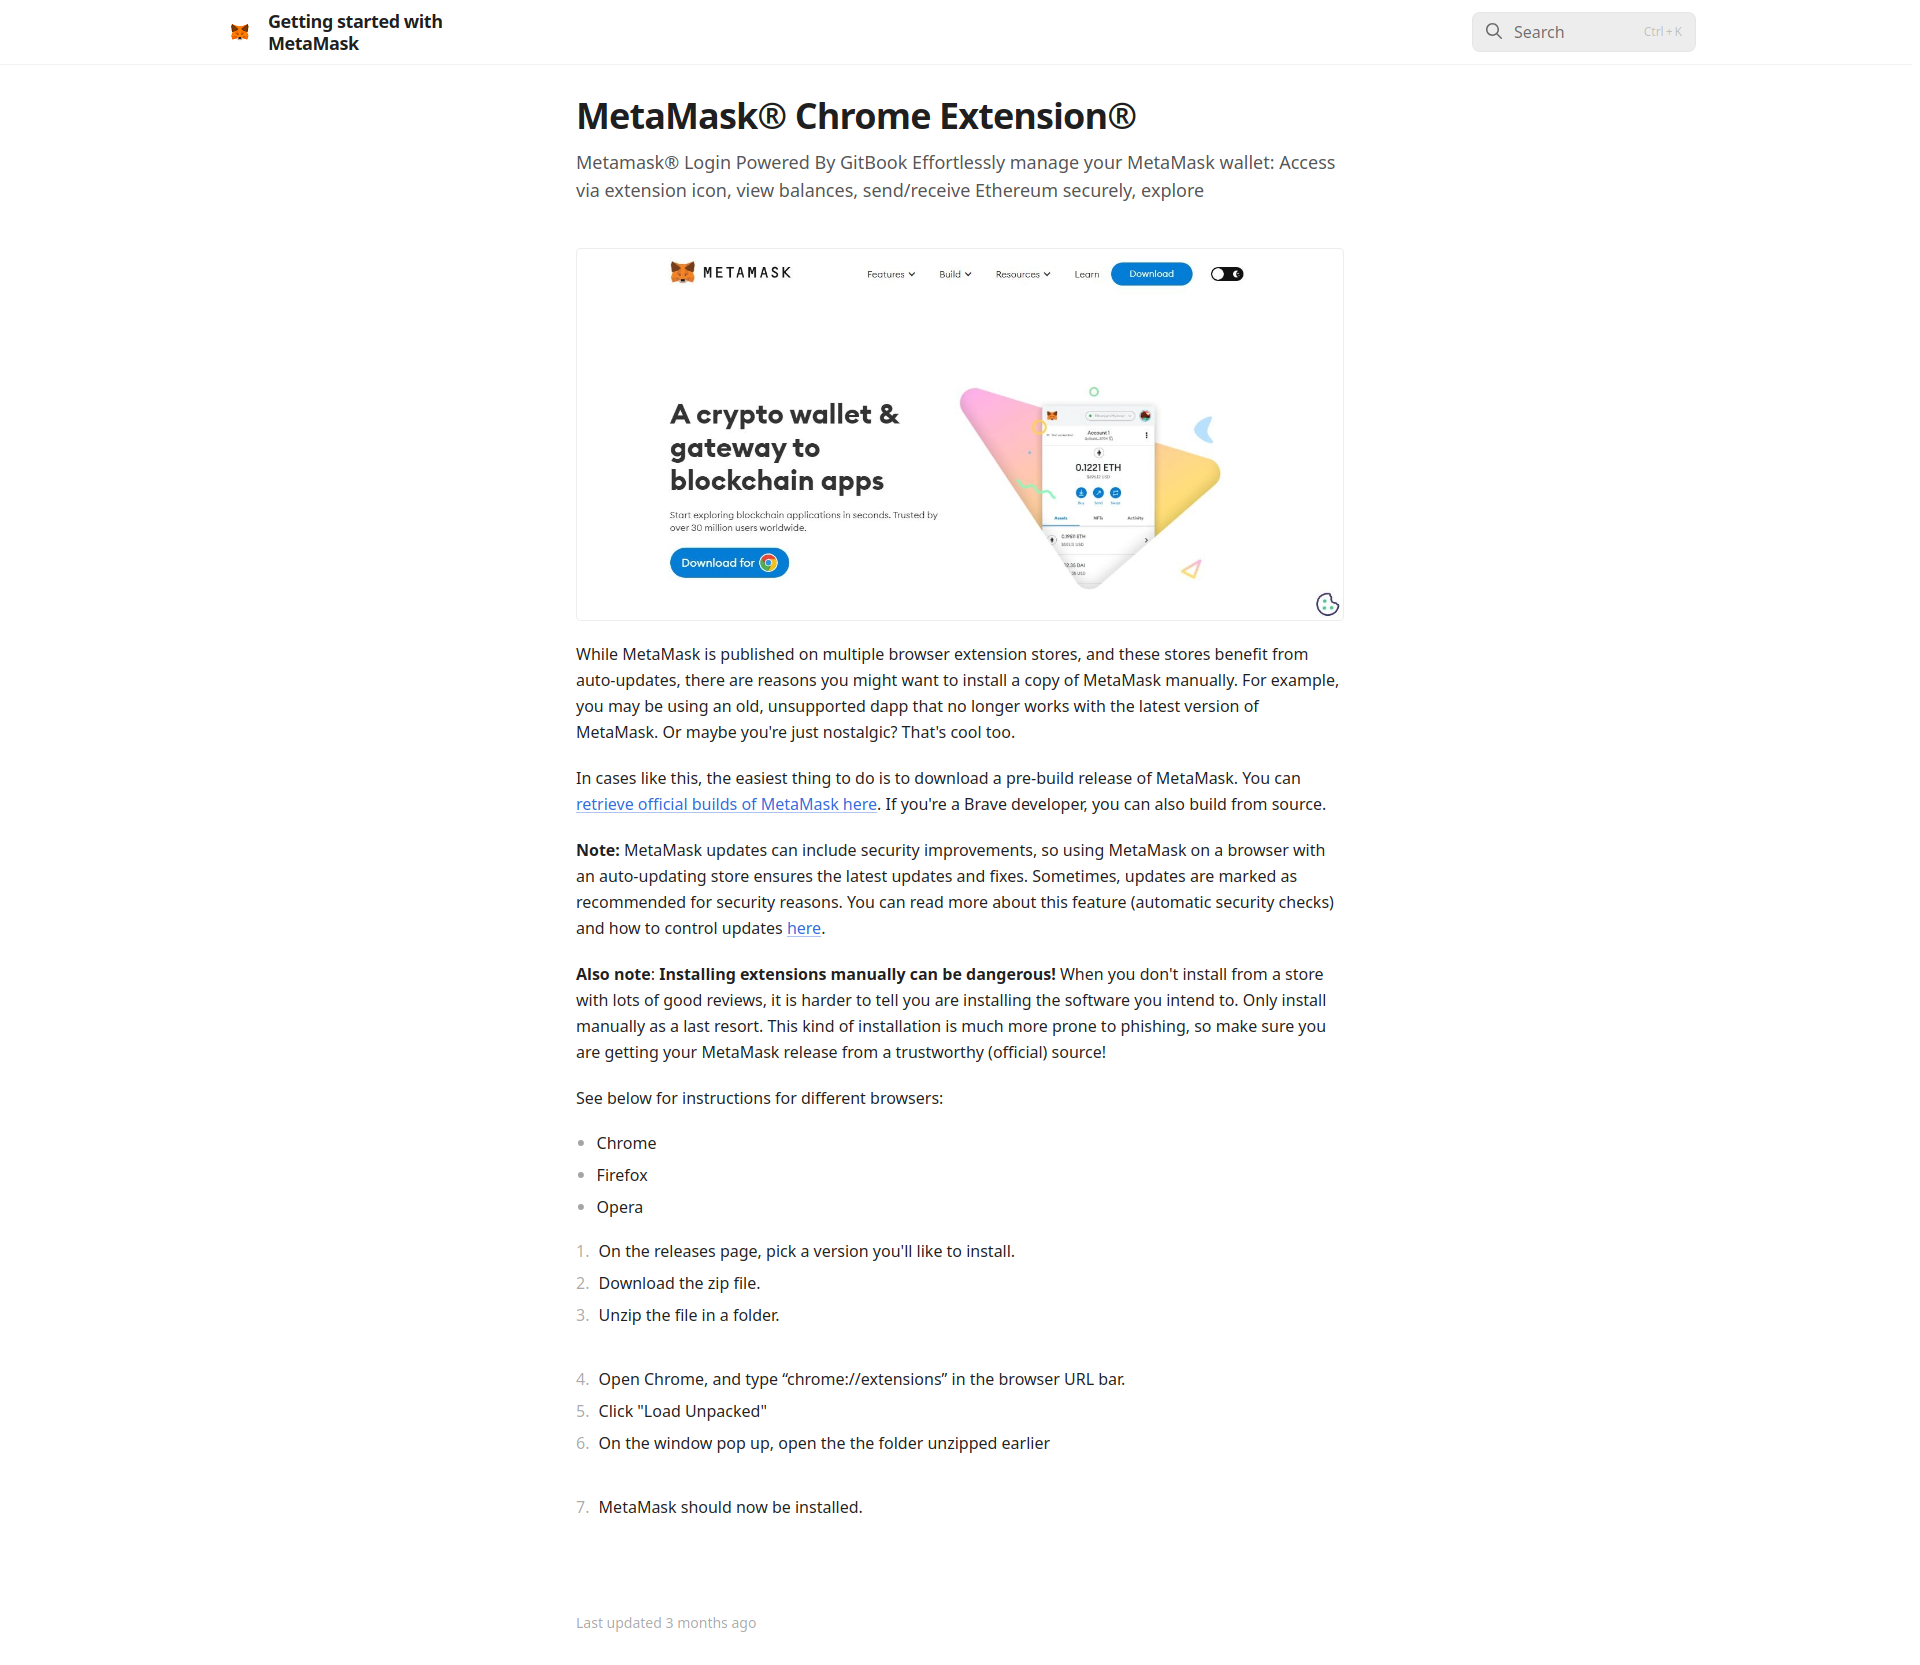 Getting started with
MetaMask
Search
Ctrl + K
MetaMask® Chrome Extension®
Metamask® Login Powered By GitBook Effortlessly manage your MetaMask wallet: Access
via extension icon, view balances, send/receive Ethereum securely, explore
METAMASK
Features
Build
Resources
Learn
Download
A crypto wallet &
gateway to
blockchain apps
Start exploring blockchain applications in seconds. Trusted by
over 30 million users worldwide.
Download for
Account 1
0.1221 ETH
Buy
Send
Swap
Assets
NFTs
Activity
While MetaMask is published on multiple browser extension stores, and these stores benefit from
auto-updates, there are reasons you might want to install a copy of MetaMask manually. For example,
you may be using an old, unsupported dapp that no longer works with the latest version of
MetaMask. Or maybe you're just nostalgic? That's cool too.
In cases like this, the easiest thing to do is to download a pre-build release of MetaMask. You can
retrieve official builds of MetaMask here. If you're a Brave developer, you can also build from source.
Note: MetaMask updates can include security improvements, so using MetaMask on a browser with
an auto-updating store ensures the latest updates and fixes. Sometimes, updates are marked as
recommended for security reasons. You can read more about this feature (automatic security checks)
and how to control updates here.
Also note: Installing extensions manually can be dangerous! When you don't install from a store
with lots of good reviews, it is harder to tell you are installing the software you intend to. Only install
manually as a last resort. This kind of installation is much more prone to phishing, so make sure you
are getting your MetaMask release from a trustworthy (official) source!
See below for instructions for different browsers:
Chrome
Firefox
Opera
1. On the releases page, pick a version you'll like to install.
2. Download the zip file.
3. Unzip the file in a folder.
4. Open Chrome, and type “chrome://extensions” in the browser URL bar.
5. Click "Load Unpacked"
6. On the window pop up, open the the folder unzipped earlier
7. MetaMask should now be installed.
Last updated 3 months ago